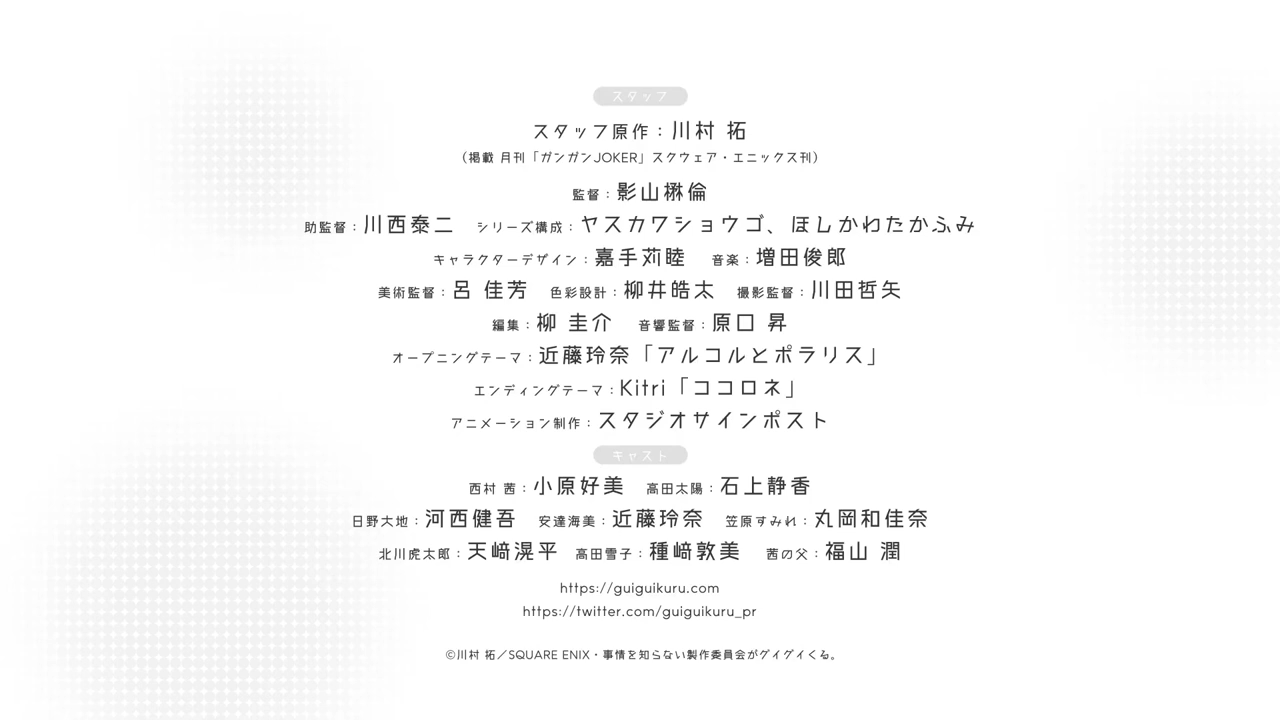 スタッフ
スタッフ原作：川村 拓
（掲載 月刊「ガンガンJOKER」スクウェア・エニックス刊）
監督：影山楙倫
助監督：川西泰二 シリーズ構成：ヤスカワショウゴ、ほしかわたかふみ
キャラクターデザイン：嘉手苅睦 音楽：増田俊郎
美術監督：呂 佳芳 色彩設計：柳井皓太 撮影監督：川田哲矢
編集：柳 圭介 音響監督：原口 昇
オープニングテーマ：近藤玲奈「アルコルとポラリス」
エンディングテーマ：Kitri「ココロネ」
アニメーション制作：スタジオサインポスト
キャスト
西村 茜：小原好美 高田太陽：石上静香
日野大地：河西健吾 安達海美：近藤玲奈 笠原すみれ：丸岡和佳奈
北川虎太郎：天﨑滉平 高田雪子：種﨑敦美 茜の父：福山 潤
https://guiguikuru.com
https://twitter.com/guiguikuru_pr
©川村 拓／SQUARE ENIX・事情を知らない製作委員会がグイグイくる。